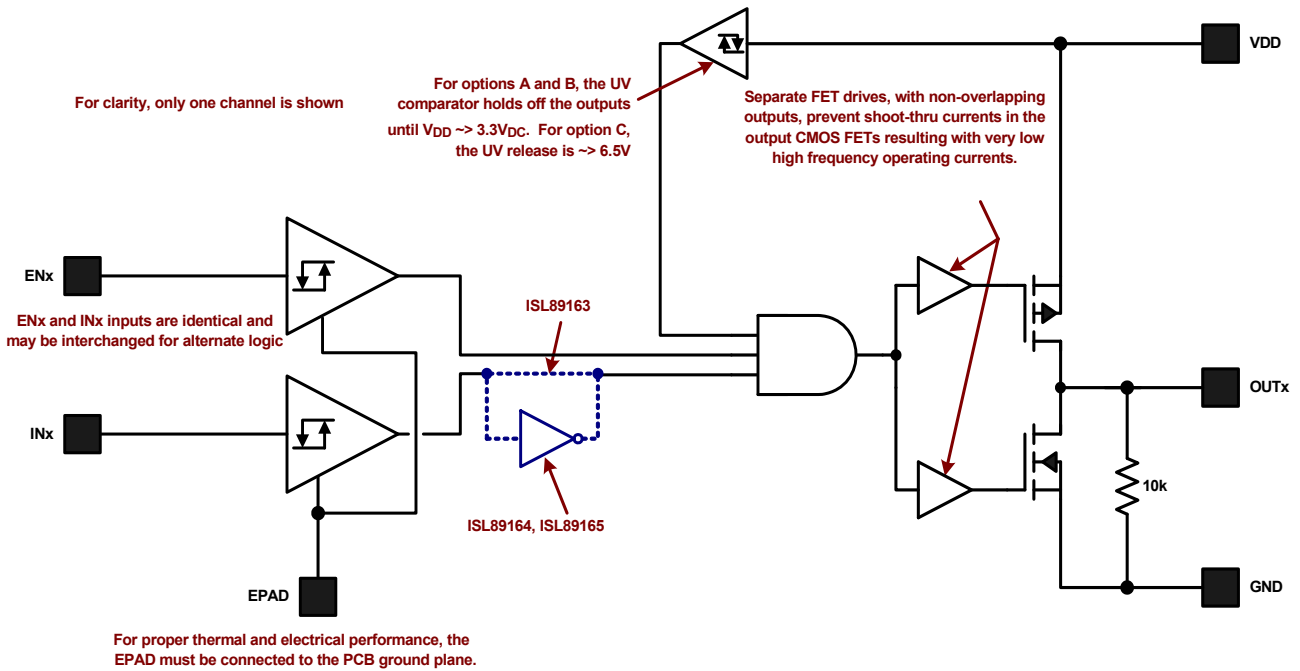 VDD
For clarity, only one channel is shown
For options A and B, the UV
comparator holds off the outputs
until VDD ~> 3.3VDC. For option C,
the UV release is ~> 6.5V
Separate FET drives, with non-overlapping
outputs, prevent shoot-thru currents in the
output CMOS FETs resulting with very low
high frequency operating currents.
ENx
ENx and INx inputs are identical and
may be interchanged for alternate logic
ISL89163
OUTx
INx
10k
ISL89164, ISL89165
EPAD
GND
For proper thermal and electrical performance, the
EPAD must be connected to the PCB ground plane.